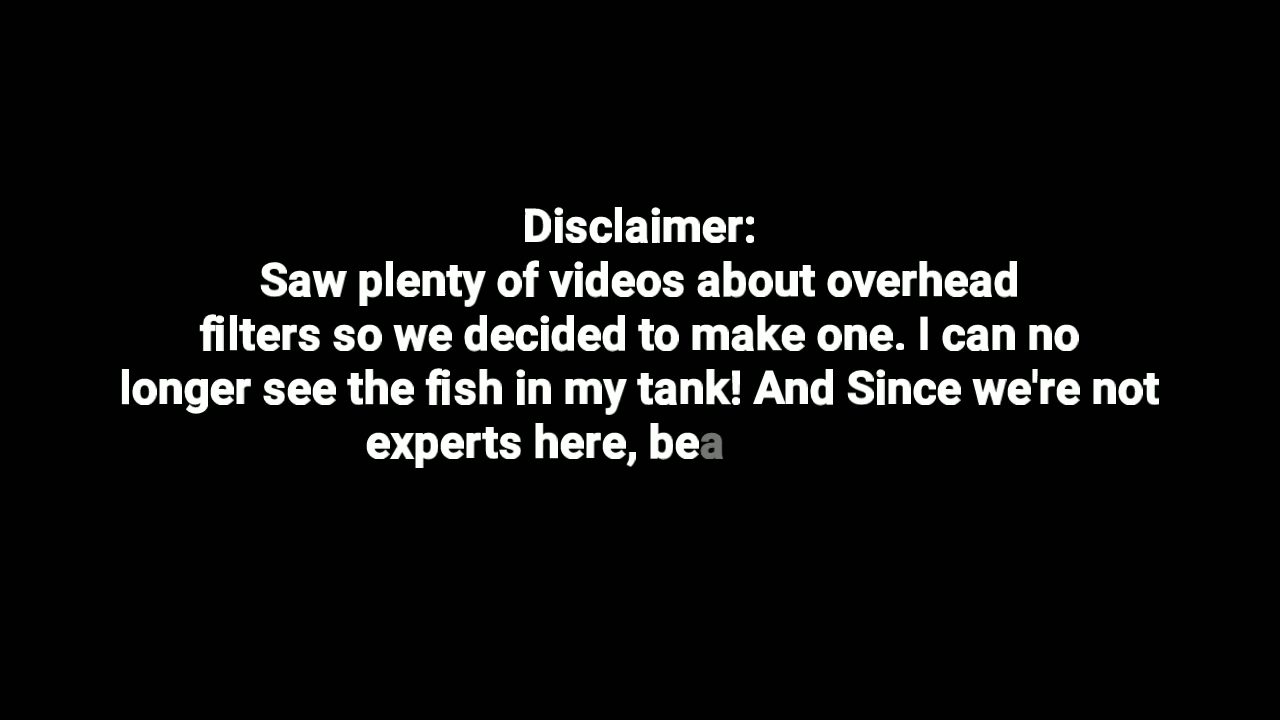 Disclaimer:
Saw plenty of videos about overhead
filters so we decided to make one. I can no
longer see the fish in my tank! And Since we're not
experts here, bea